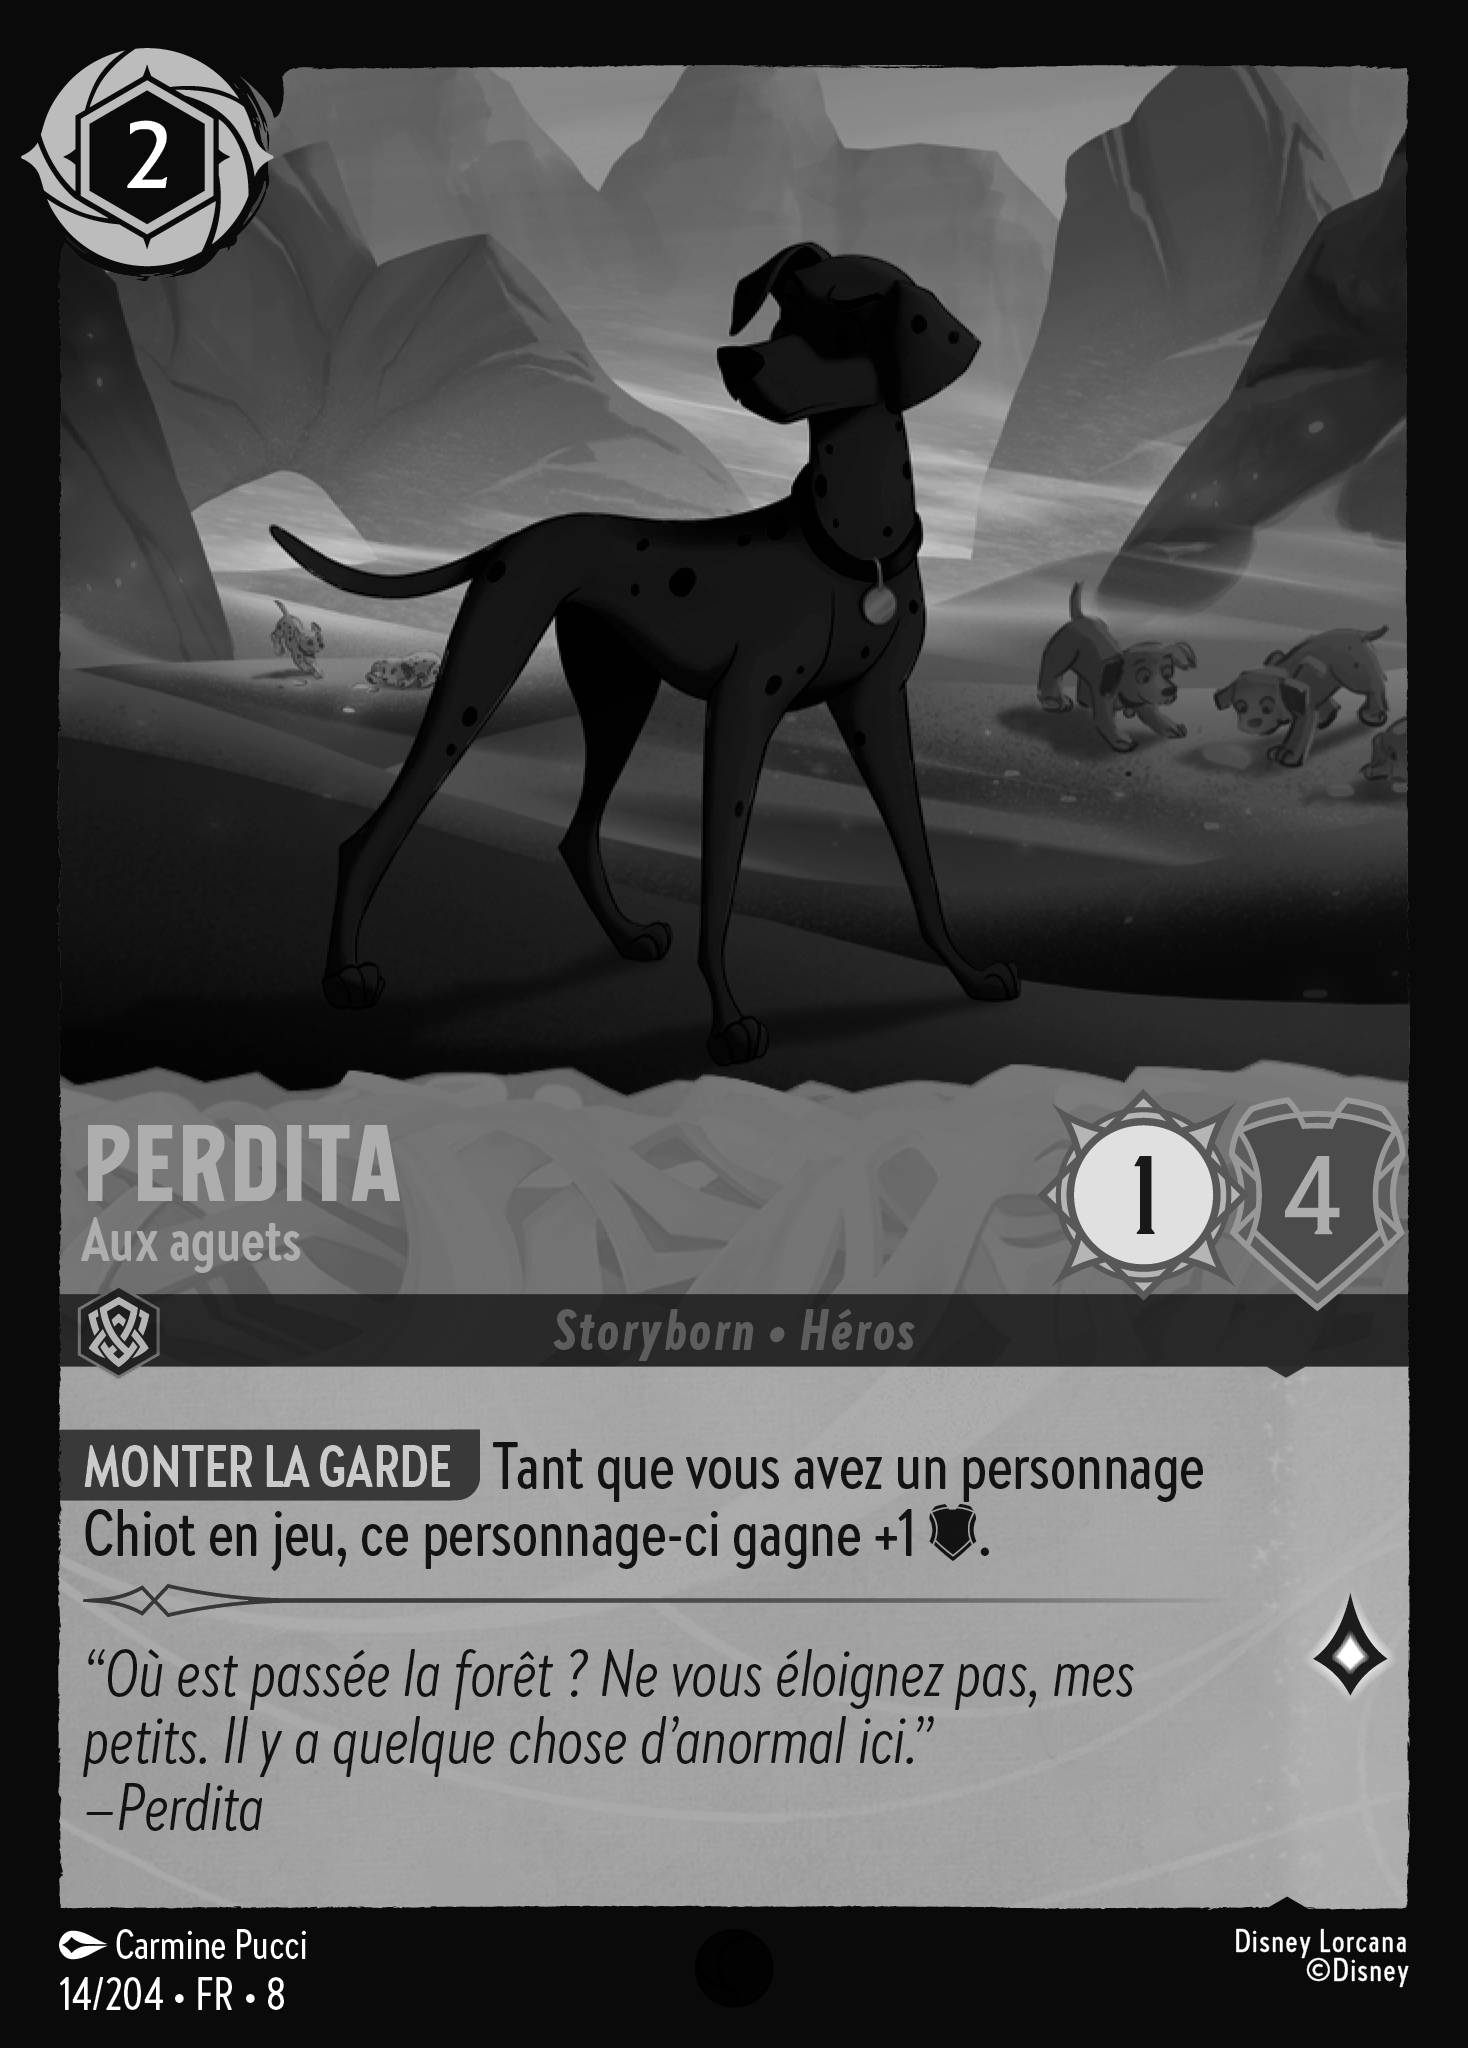 2
PERDITA
Aux aguets
1
4
Storyborn • Héros
MONTER LA GARDE Tant que vous avez un personnage
Chiot en jeu, ce personnage-ci gagne +1 .
“Où est passée la forêt ? Ne vous éloignez pas, mes
petits. Il y a quelque chose d’anormal ici.”
–Perdita
Carmine Pucci
14/204 • FR • 8
Disney Lorcana
©Disney